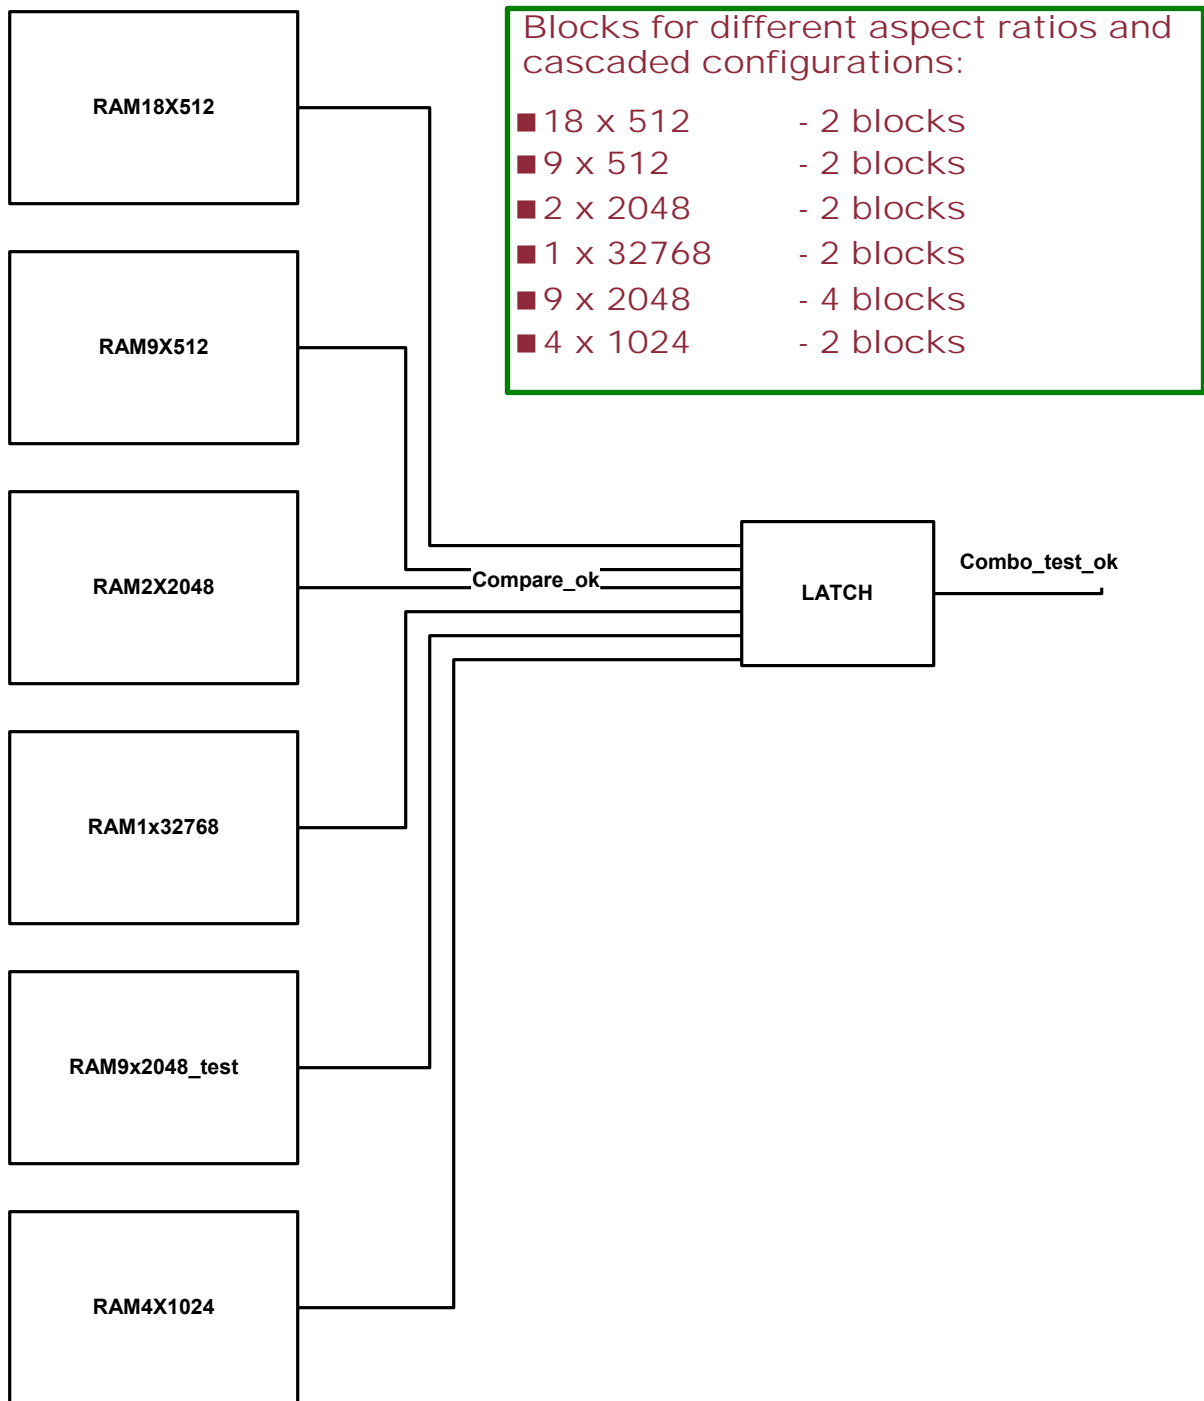 Blocks for different aspect ratios and
cascaded configurations:
■ 18 x 512 - 2 blocks
■ 9 x 512 - 2 blocks
■ 2 x 2048 - 2 blocks
■ 1 x 32768 - 2 blocks
■ 9 x 2048 - 4 blocks
■ 4 x 1024 - 2 blocks
RAM18X512
RAM9X512
RAM2X2048
Compare_ok
LATCH
Combo_test_ok
RAM1x32768
RAM9x2048_test
RAM4X1024